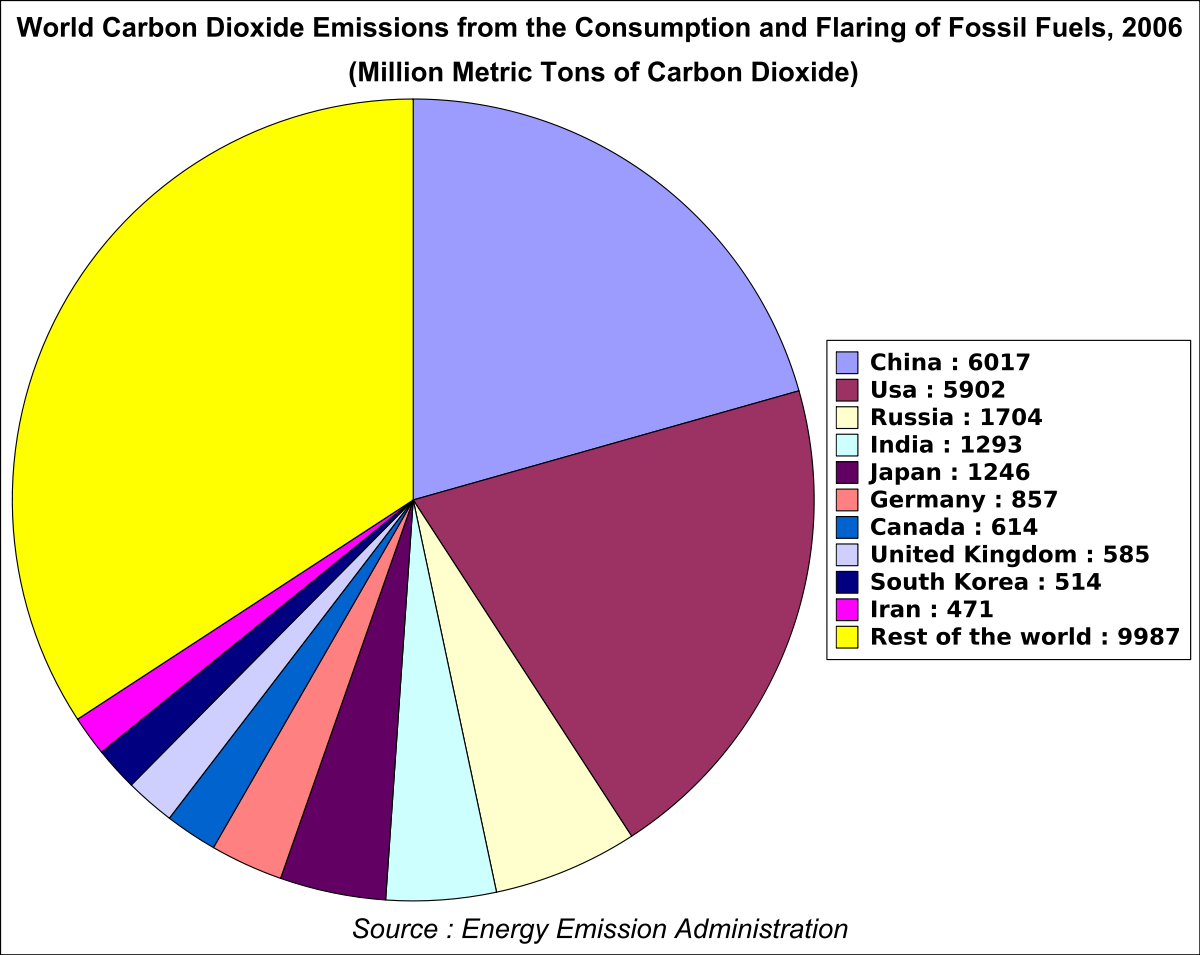 World Carbon Dioxide Emissions from the Consumption and Flaring of Fossil Fuels, 2006
(Million Metric Tons of Carbon Dioxide)
China : 6017
Usa : 5902
Russia : 1704
India : 1293
Japan : 1246
Germany : 857
Canada : 614
United Kingdom : 585
South Korea : 514
Iran : 471
Rest of the world : 9987
Source : Energy Emission Administration